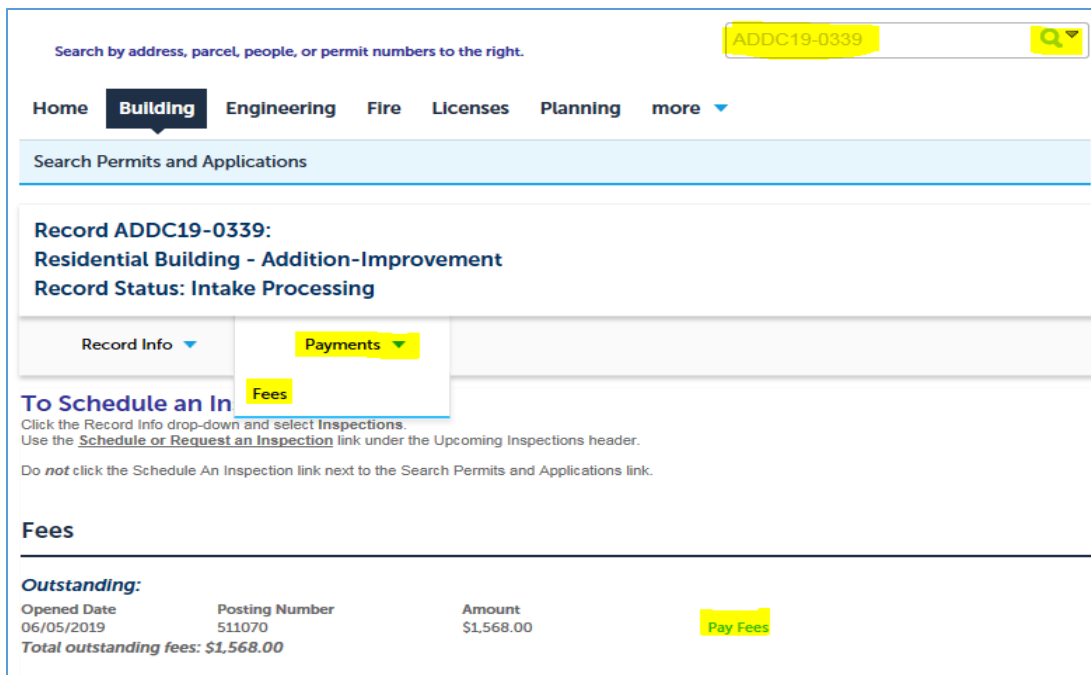 Search by address, parcel, people, or permit numbers to the right.
ADDC19-0339
Home Building Engineering Fire Licenses Planning more
Search Permits and Applications
Record ADDC19-0339:
Residential Building - Addition-Improvement
Record Status: Intake Processing
Record Info Payments
Fees
To Schedule an In
Click the Record Info drop-down and select Inspections.
Use the Schedule or Request an Inspection link under the Upcoming Inspections header.
Do not click the Schedule An Inspection link next to the Search Permits and Applications link.
Fees
Outstanding:
Opened Date Posting Number Amount
06/05/2019 511070 $1,568.00 Pay Fees
Total outstanding fees: $1,568.00